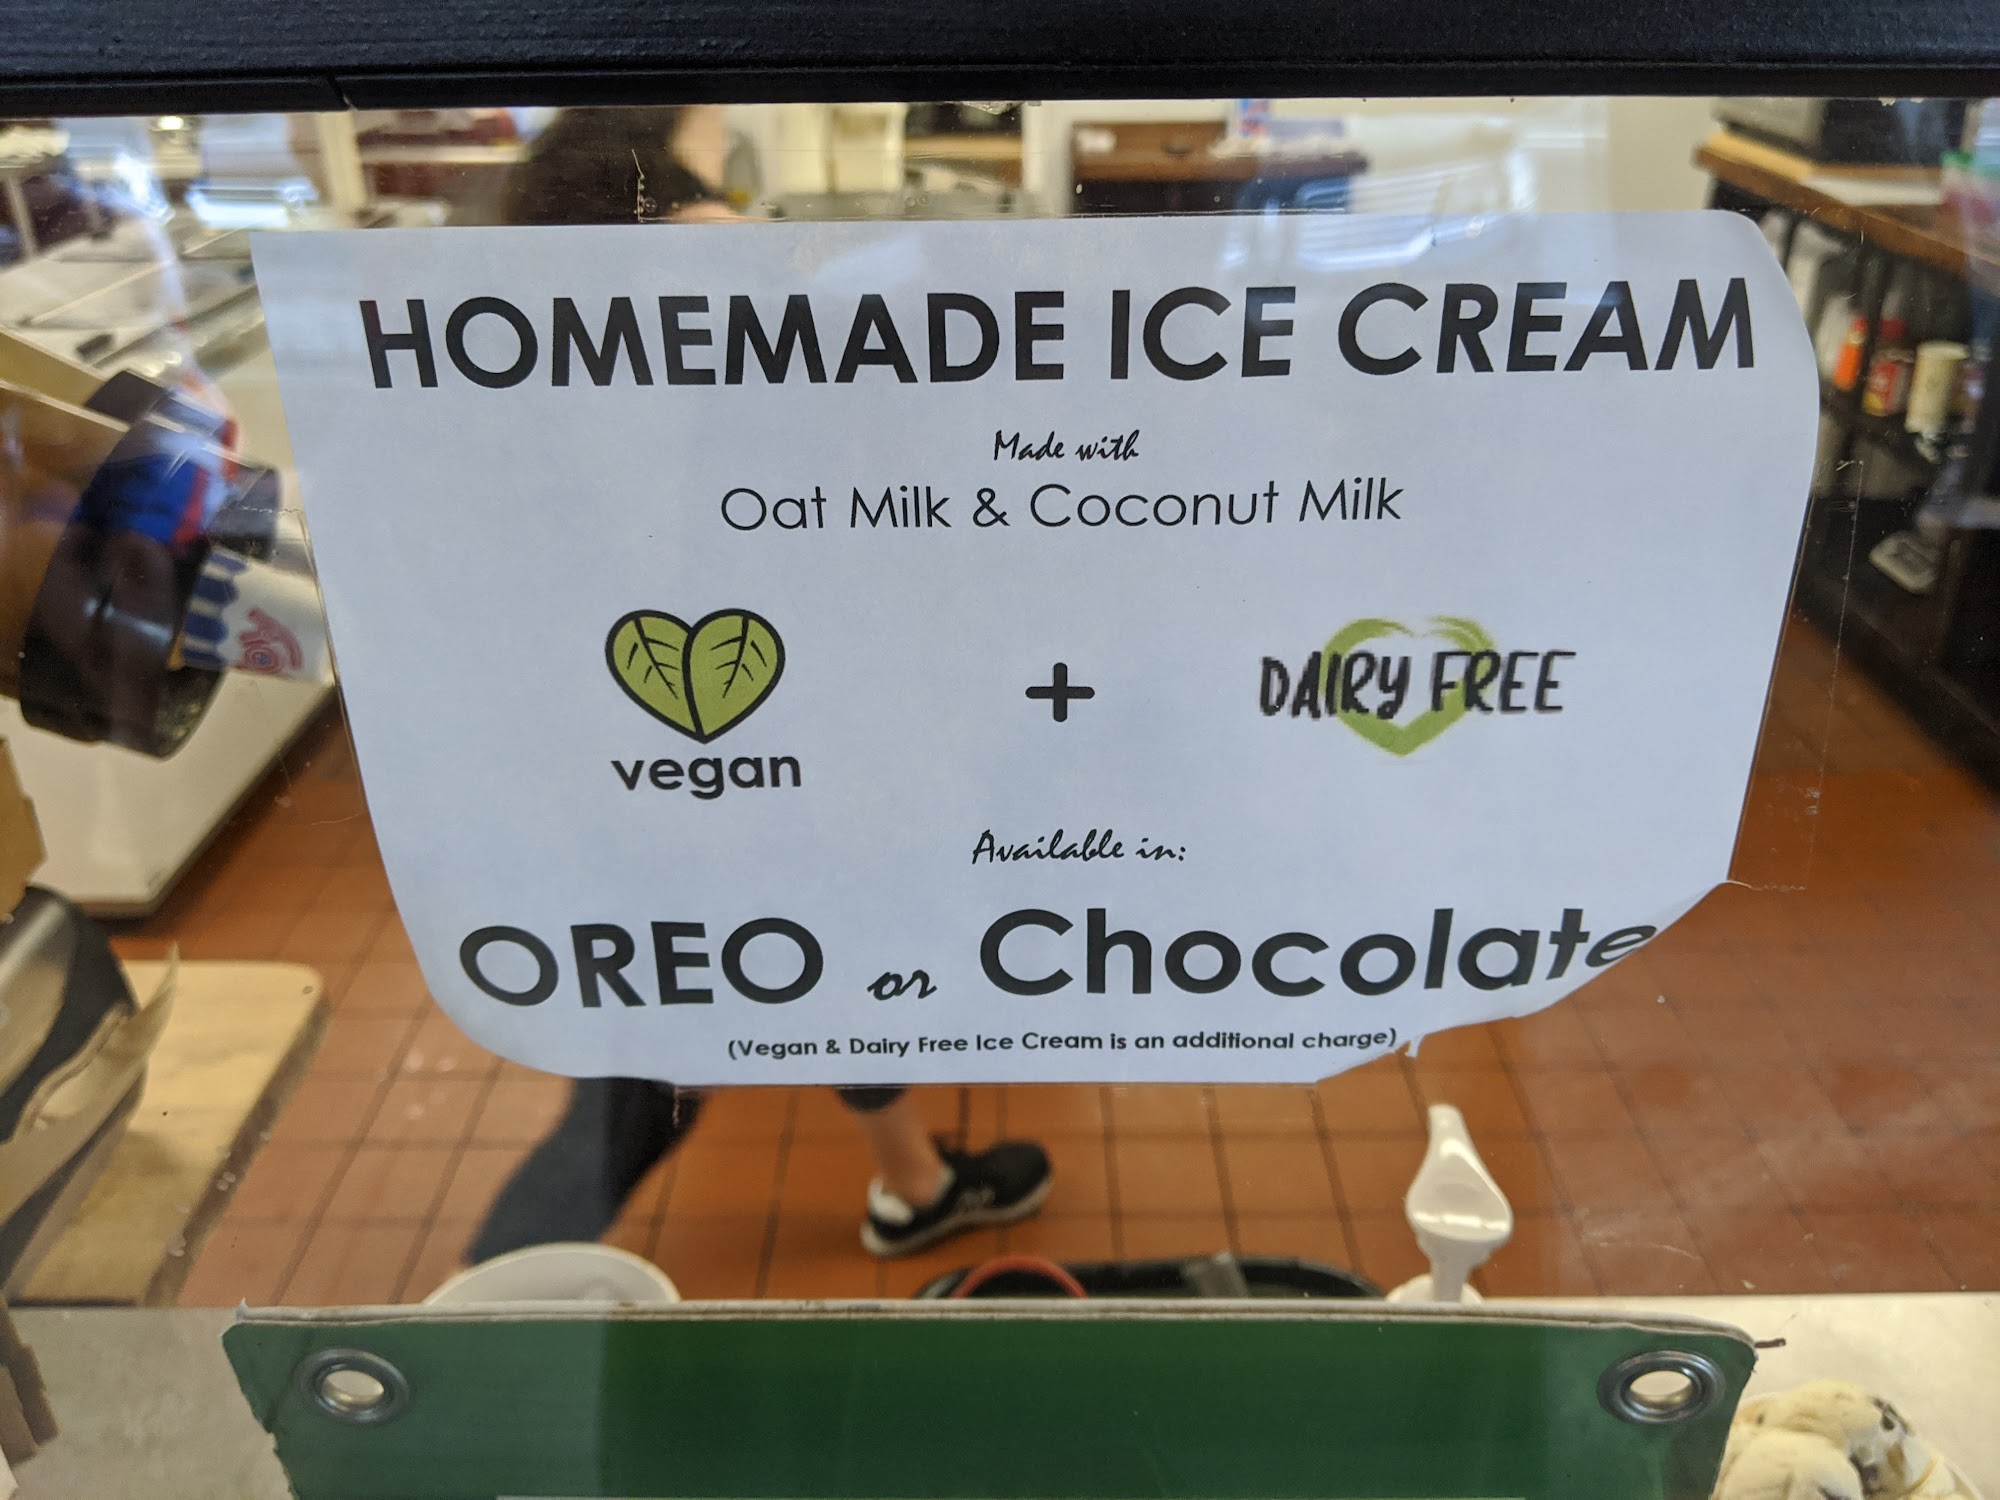 HOMEMADE ICE CREAM
Made with
Oat Milk & Coconut Milk
vegan
+
DAIRY FREE
Available in:
OREO or Chocolate
(Vegan & Dairy Free Ice Cream is an additional charge)